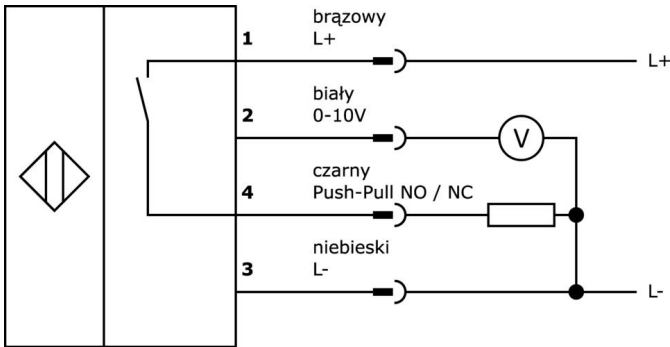 brązowy
1 L+ L+
biały
2 0-10V
V
czarny
4 Push-Pull NO / NC
niebieski
3 L- L-